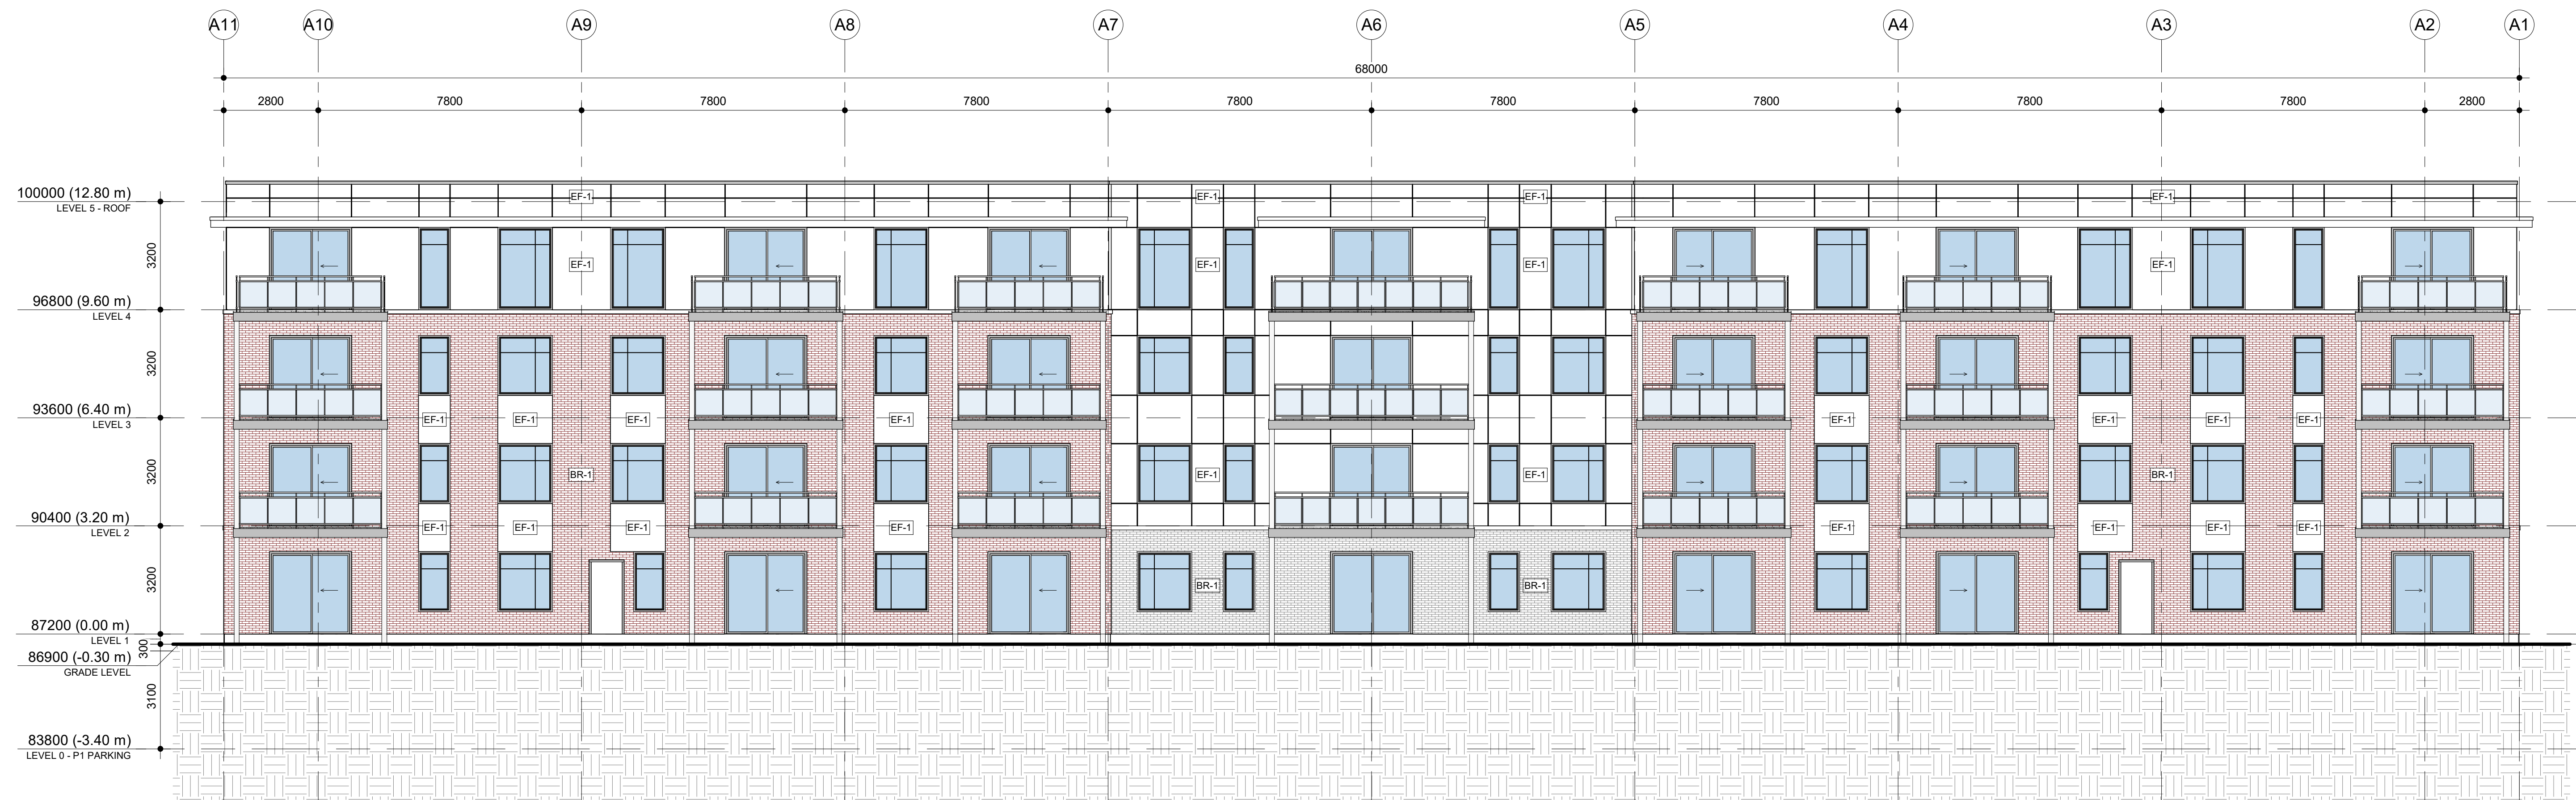 A11 A10 A9 A8 A7 A6 A5 A4 A3 A2 A1
68000
2800 7800 7800 7800 7800 7800 7800 7800 7800 2800
100000 (12.80 m)
LEVEL 5 - ROOF
EF-1 EF-1 EF-1 EF-1
3200
EF-1 EF-1 EF-1 EF-1
96800 (9.60 m)
LEVEL 4
3200
93600 (6.40 m)
LEVEL 3
EF-1 EF-1 EF-1 EF-1 EF-1 EF-1 EF-1 EF-1
3200
BR-1 EF-1 EF-1 BR-1
90400 (3.20 m)
LEVEL 2
EF-1 EF-1 EF-1 EF-1 EF-1 EF-1 EF-1 EF-1
3200
BR-1 BR-1
87200 (0.00 m)
LEVEL 1
300
86900 (-0.30 m)
GRADE LEVEL
3100
83800 (-3.40 m)
LEVEL 0 - P1 PARKING